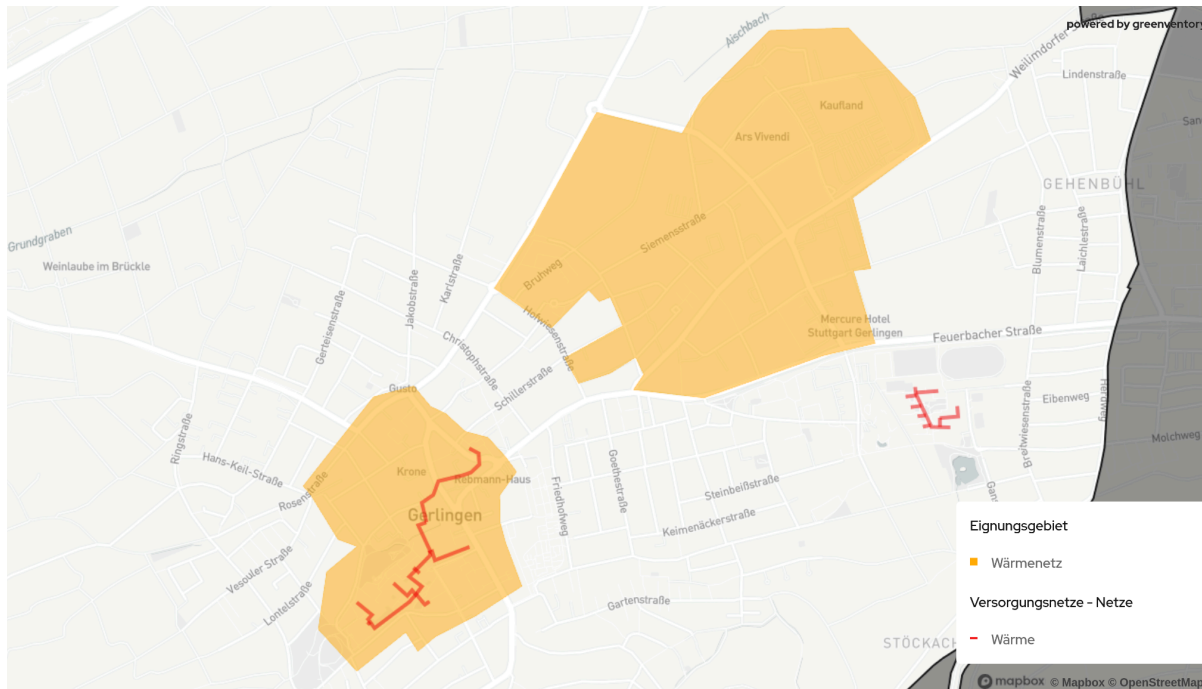 powered by greenventory
Aischbach
Weilimdorfer
Lindenstraße
Kaufland
Ars Vivendi
San
GEHENBÜHL
Grundgraben
Weinlaube im Brückle
Siemensstraße
Blumenstraße
Laichlestraße
Bruhweg
Karlstraße
Jakobstraße
Gerteisenstraße
Hofwiesenstraße
Mercure Hotel
Stuttgart Gerlingen
Feuerbacher Straße
Christophstraße
Schillerstraße
Gusto
Eibenweg
Ringstraße
Breitwiesenstraße
Molchweg
Hans-Keil-Straße
Krone
Rebmann-Haus
Goethestraße
Steinbeißstraße
Rosenstraße
Friedhofweg
Gerlingen
Keimenäckerstraße
Vesouler Straße
Lontelstraße
Gartenstraße
STÖCKACH
Eignungsgebiet
Wärmenetz
Versorgungsnetze - Netze
Wärme
mapbox © Mapbox © OpenStreetMap